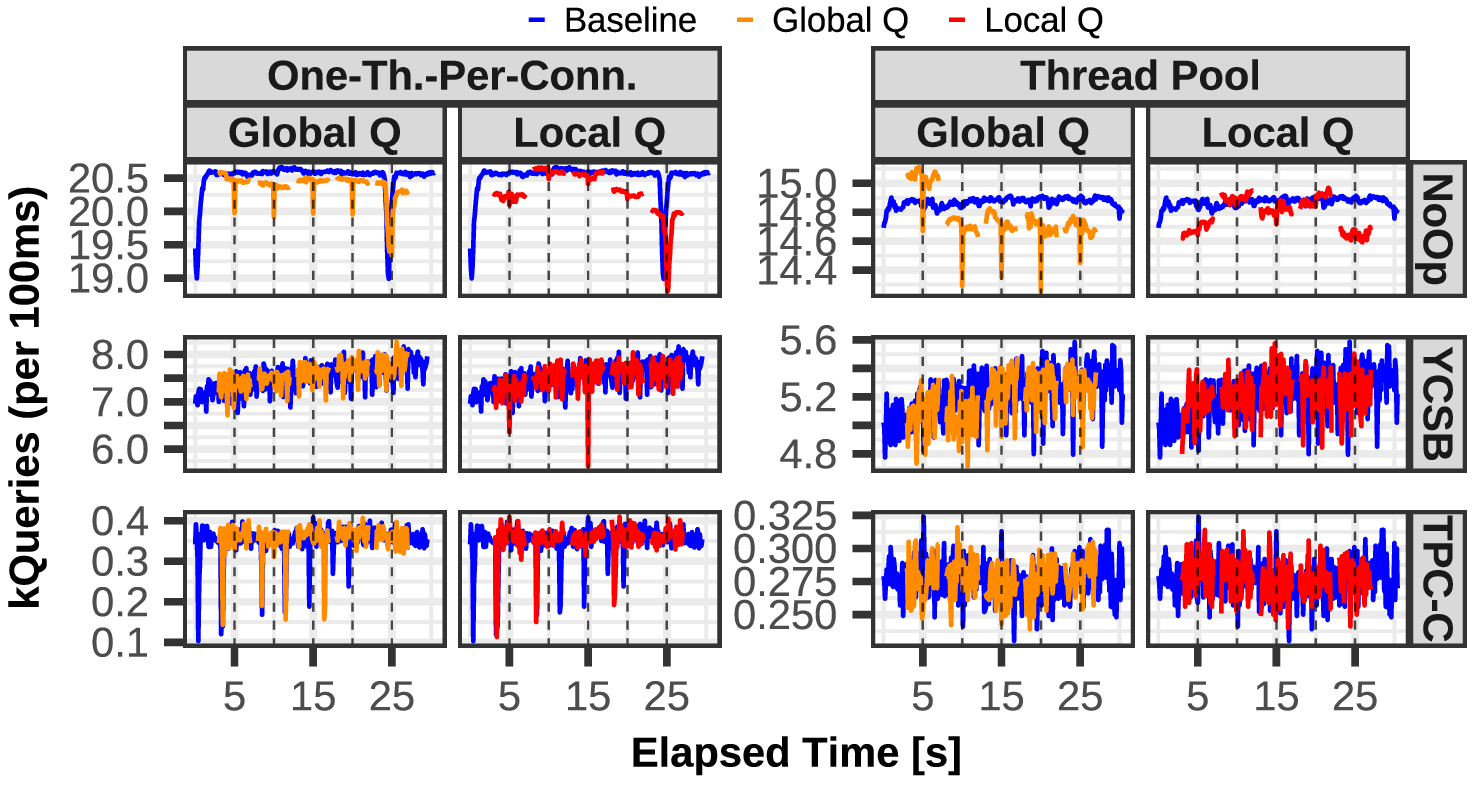 Baseline Global Q Local Q
One-Th.-Per-Conn. Thread Pool
Global Q Local Q Global Q Local Q
kQueries (per 100ms)
20.5
20.0
19.5
19.0
15.0
14.8
14.6
14.4
NoOp
8.0
7.0
6.0
5.6
5.2
4.8
YCSB
0.4
0.3
0.2
0.1
0.325
0.300
0.275
0.250
TPC-C
5 15 25 5 15 25 5 15 25 5 15 25
Elapsed Time [s]